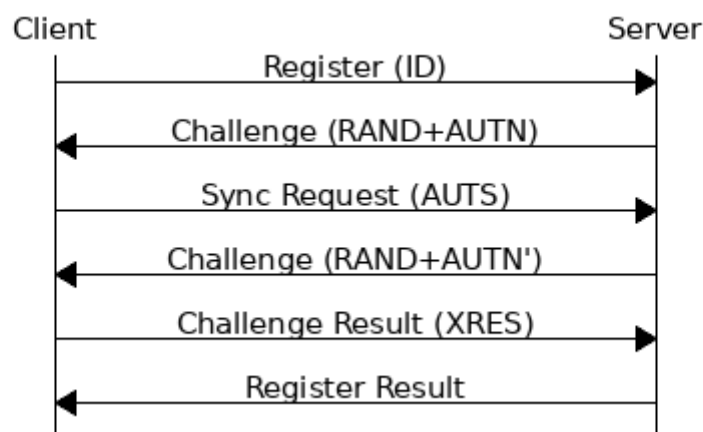 Client
Server
Register (ID)
Challenge (RAND+AUTN)
Sync Request (AUTS)
Challenge (RAND+AUTN')
Challenge Result (XRES)
Register Result